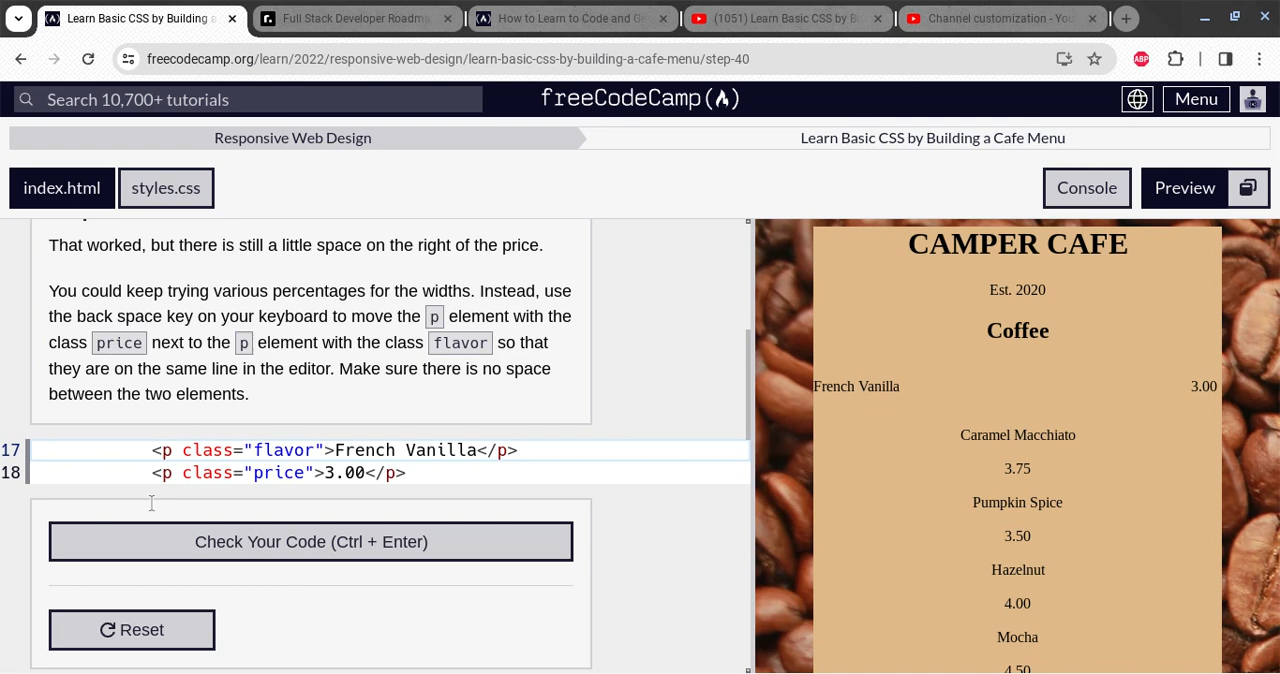 Learn Basic CSS by Building a
Full Stack Developer Roadma
How to Learn to Code and Ge
(1051) Learn Basic CSS by B
Channel customization - You
freecodecamp.org/learn/2022/responsive-web-design/learn-basic-css-by-building-a-cafe-menu/step-40
ABP
Search 10,700+ tutorials
freeCodeCamp
Menu
Responsive Web Design
Learn Basic CSS by Building a Cafe Menu
index.html
styles.css
Console
Preview
That worked, but there is still a little space on the right of the price.
You could keep trying various percentages for the widths. Instead, use
the back space key on your keyboard to move the p element with the
class price next to the p element with the class flavor so that
they are on the same line in the editor. Make sure there is no space
between the two elements.
17 <p class="flavor">French Vanilla</p>
18 <p class="price">3.00</p>
Check Your Code (Ctrl + Enter)
Reset
CAMPER CAFE
Est. 2020
Coffee
French Vanilla 3.00
Caramel Macchiato
3.75
Pumpkin Spice
3.50
Hazelnut
4.00
Mocha
4.50